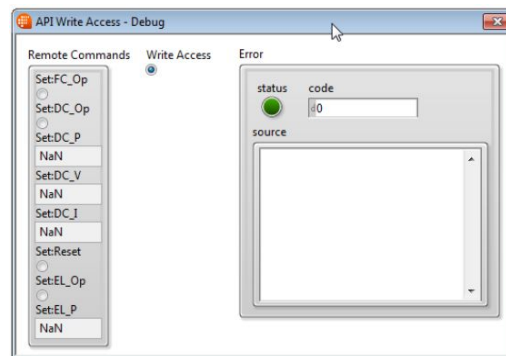 API Write Access - Debug
Remote Commands
Write Access
Error
Set:FC_Op
Set:DC_Op
Set:DC_P
NaN
Set:DC_V
NaN
Set:DC_I
NaN
Set:Reset
Set:EL_Op
Set:EL_P
NaN
status
code
d0
source